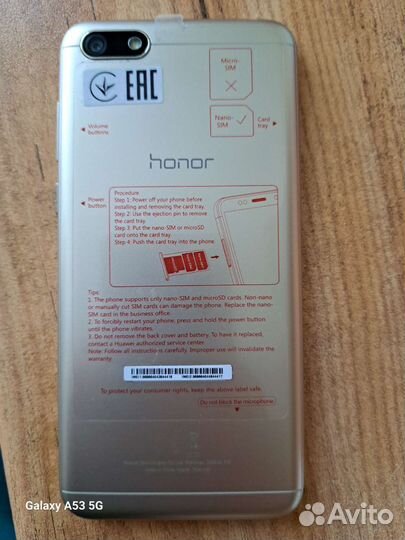 EAC
Micro-
SIM
Nano-
SIM
Card
tray
Volume
buttons
honor
Power
button
Procedure
Step 1: Power off your phone before
installing and removing the card tray.
Step 2: Use the ejection pin to remove
the card tray.
Step 3: Put the nano-SIM or microSD
card onto the card tray.
Step 4: Push the card tray into the phone
Tips
1. The phone supports only nano-SIM and microSD cards. Non-nano
or manually cut SIM cards can damage the phone. Replace the nano-
SIM card in the business office.
2. To forcibly restart your phone, press and hold the power button
until the phone vibrates.
3. Do not remove the back cover and battery. To have it replaced,
contact a Huawei authorized service center.
Note: Follow all instructions carefully. Improper use will invalidate the
warranty.
To protect your consumer rights, keep the above label safe.
Do not block the microphone.
Galaxy A53 5G
Avito